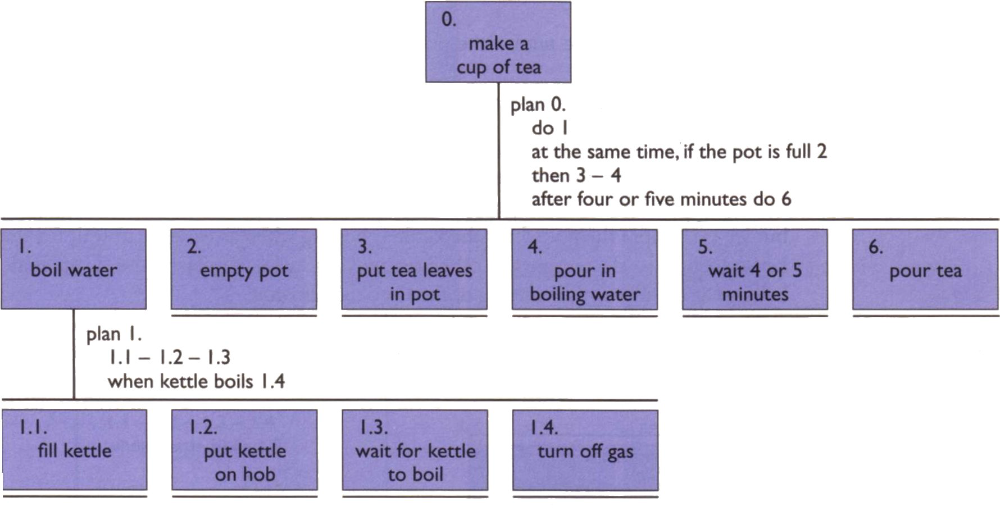 0.
make a
cup of tea
plan 0.
do 1
at the same time, if the pot is full 2
then 3 – 4
after four or five minutes do 6
1.
boil water
2.
empty pot
3.
put tea leaves
in pot
4.
pour in
boiling water
5.
wait 4 or 5
minutes
6.
pour tea
plan 1.
1.1 – 1.2 – 1.3
when kettle boils 1.4
1.1.
fill kettle
1.2.
put kettle
on hob
1.3.
wait for kettle
to boil
1.4.
turn off gas